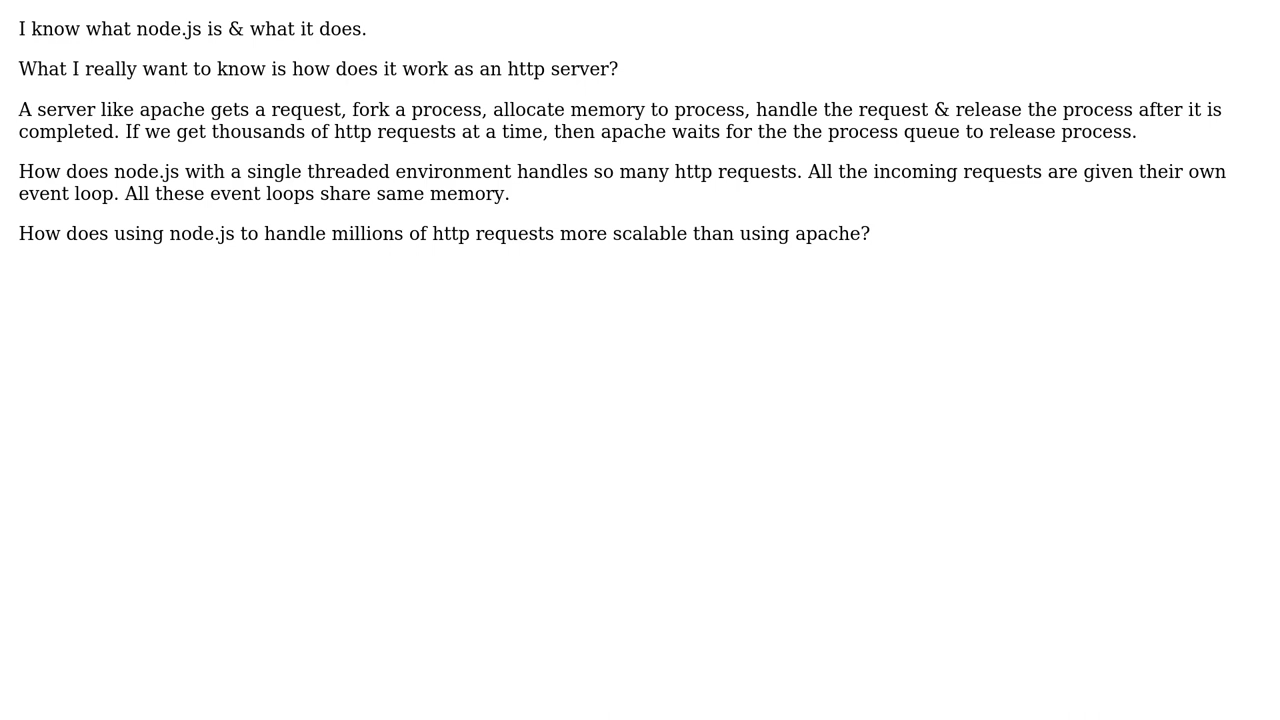 I know what node.js is & what it does.
What I really want to know is how does it work as an http server?
A server like apache gets a request, fork a process, allocate memory to process, handle the request & release the process after it is
completed. If we get thousands of http requests at a time, then apache waits for the the process queue to release process.
How does node.js with a single threaded environment handles so many http requests. All the incoming requests are given their own
event loop. All these event loops share same memory.
How does using node.js to handle millions of http requests more scalable than using apache?